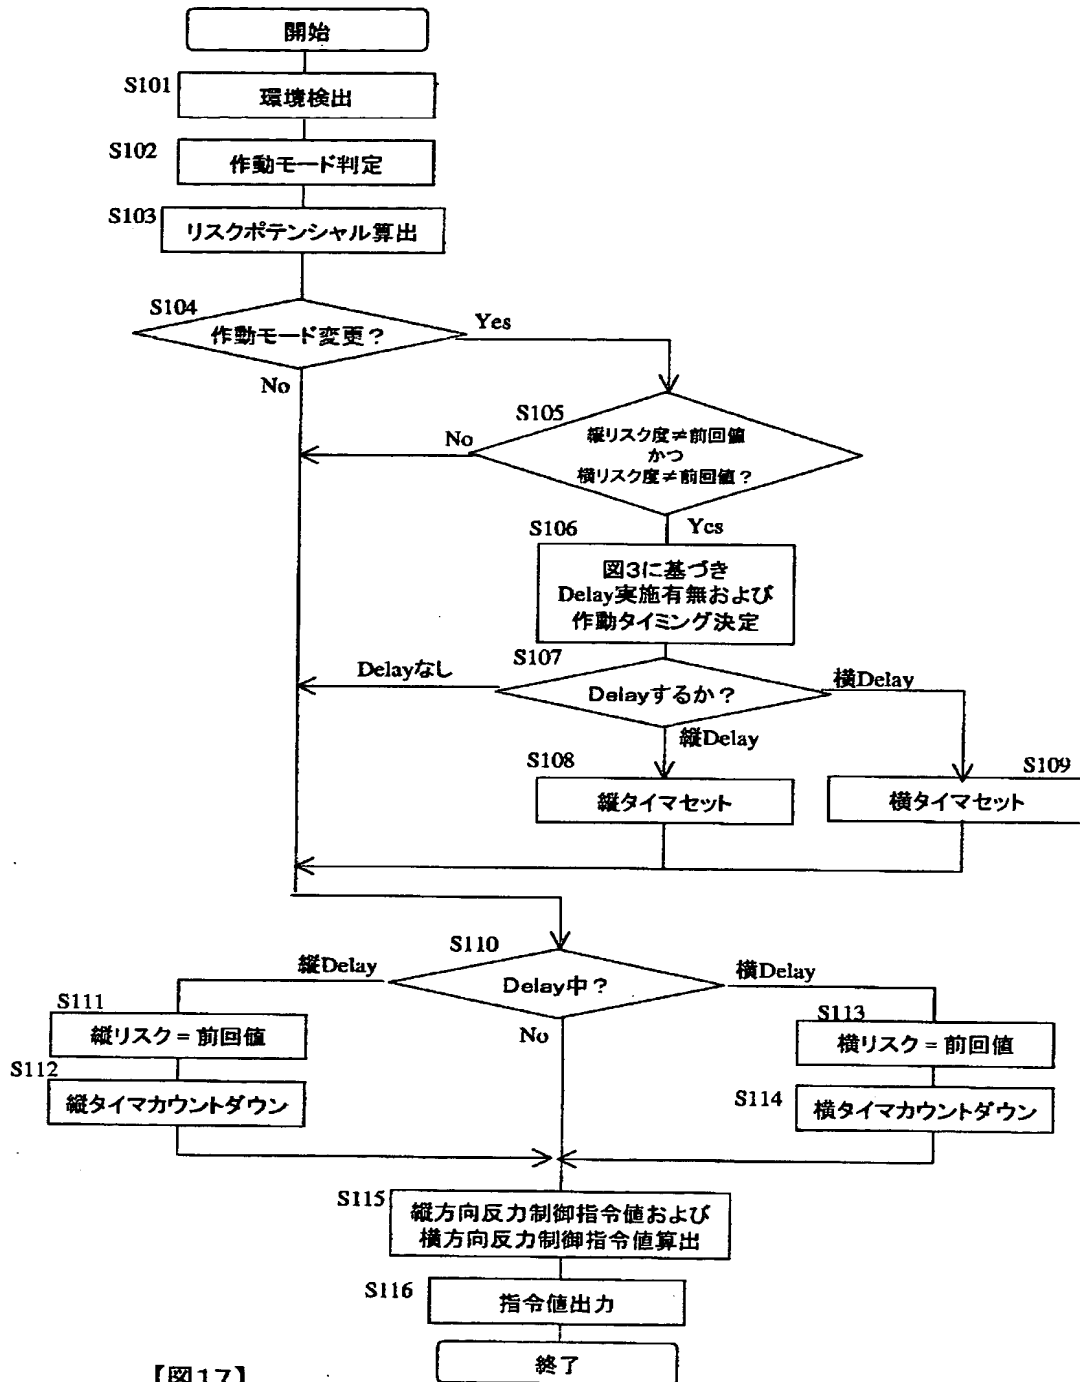 開始
S101
環境検出
S102
作動モード判定
S103
リスクポテンシャル算出
S104
作動モード変更？
Yes
No
S105
縦リスク度≠前回値
かつ
横リスク度≠前回値？
No
Yes
S106
図3に基づき
Delay実施有無および
作動タイミング決定
S107
Delayなし
Delayするか？
横Delay
縦Delay
S108
縦タイマセット
S109
横タイマセット
S110
縦Delay
Delay中？
横Delay
No
S111
縦リスク＝前回値
S113
横リスク＝前回値
S112
縦タイマカウントダウン
S114
横タイマカウントダウン
S115
縦方向反力制御指令値および
横方向反力制御指令値算出
S116
指令値出力
終了
【図17】